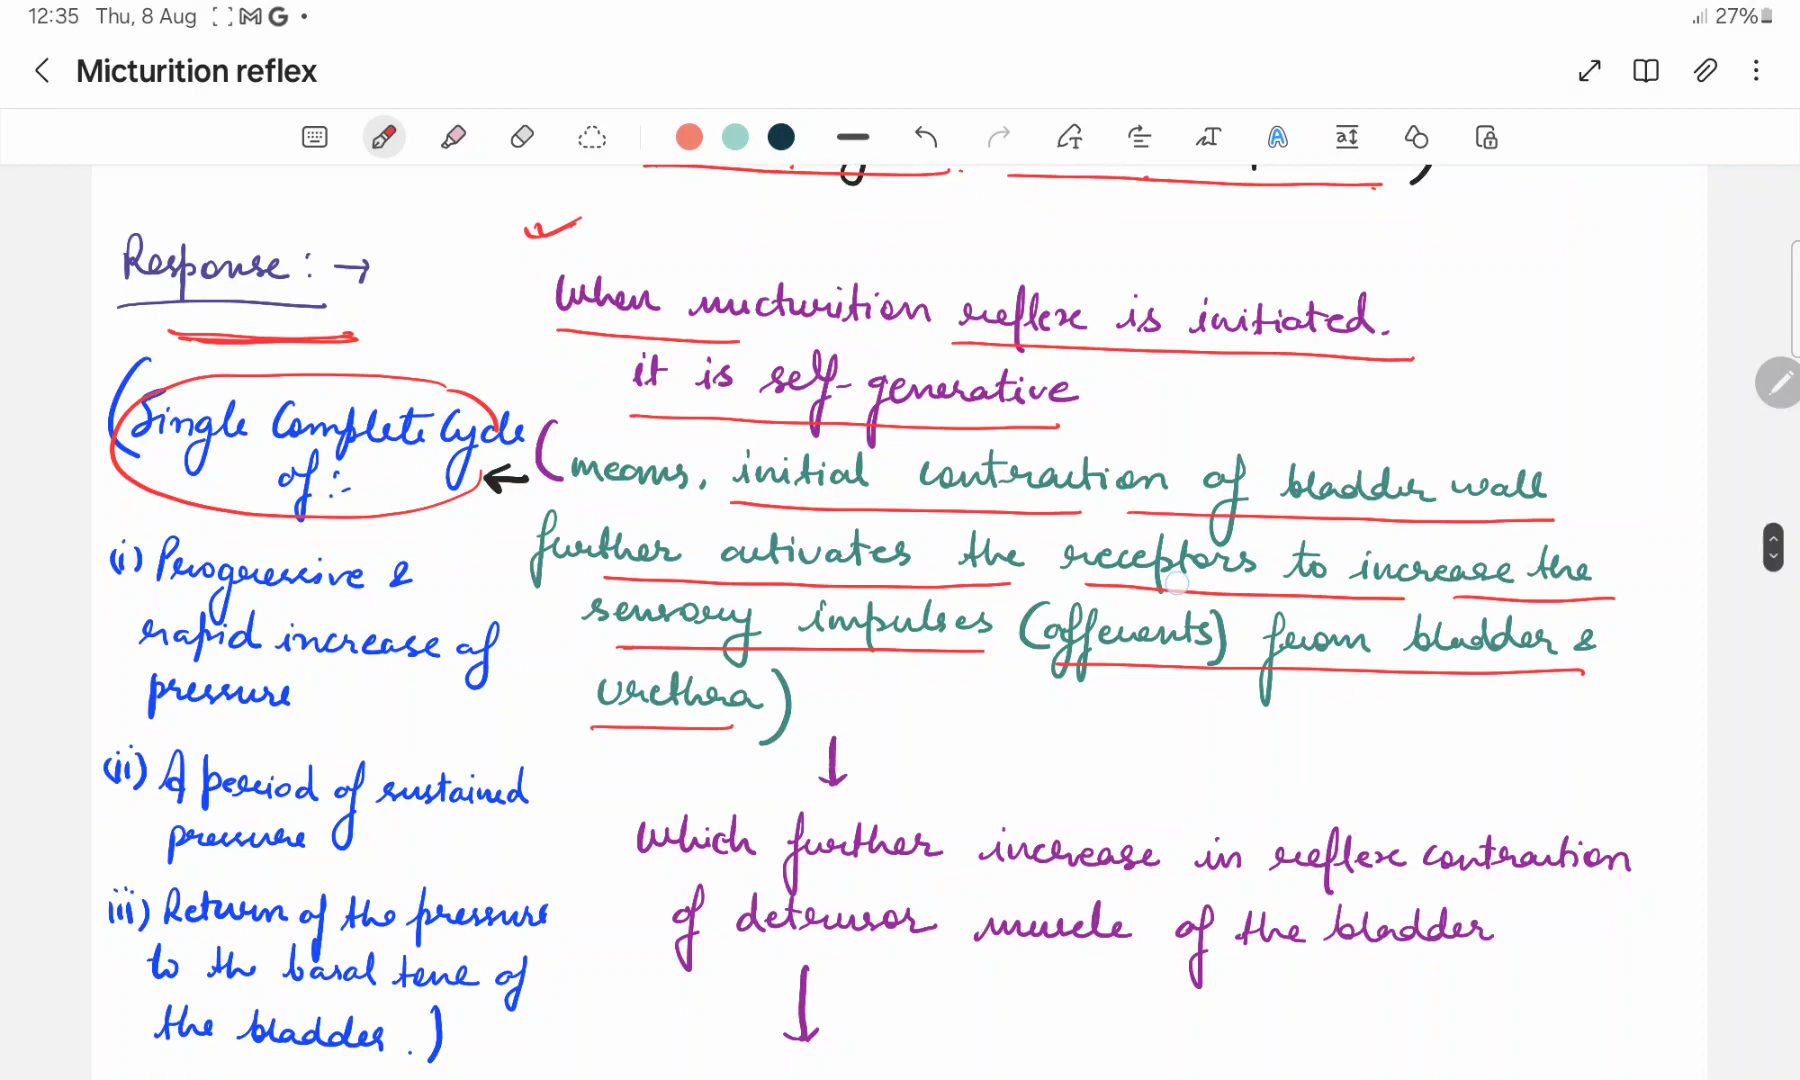 12:35 Thu, 8 Aug
27%
Micturition reflex
Response :- →
When micturition reflex is initiated.
it is self-generative
(Single Complete Cycle
of :-
(means, initial contraction of bladder wall
further activates the receptors to increase the
sensory impulses (afferents) from bladder &
urethra)
(i) Progressive &
rapid increase of
pressure
(ii) A period of sustained
pressure
iii) Return of the pressure
to the basal tone of
the bladder.)
↓
which further increase in reflex contraction
of detrusor muscle of the bladder
↓